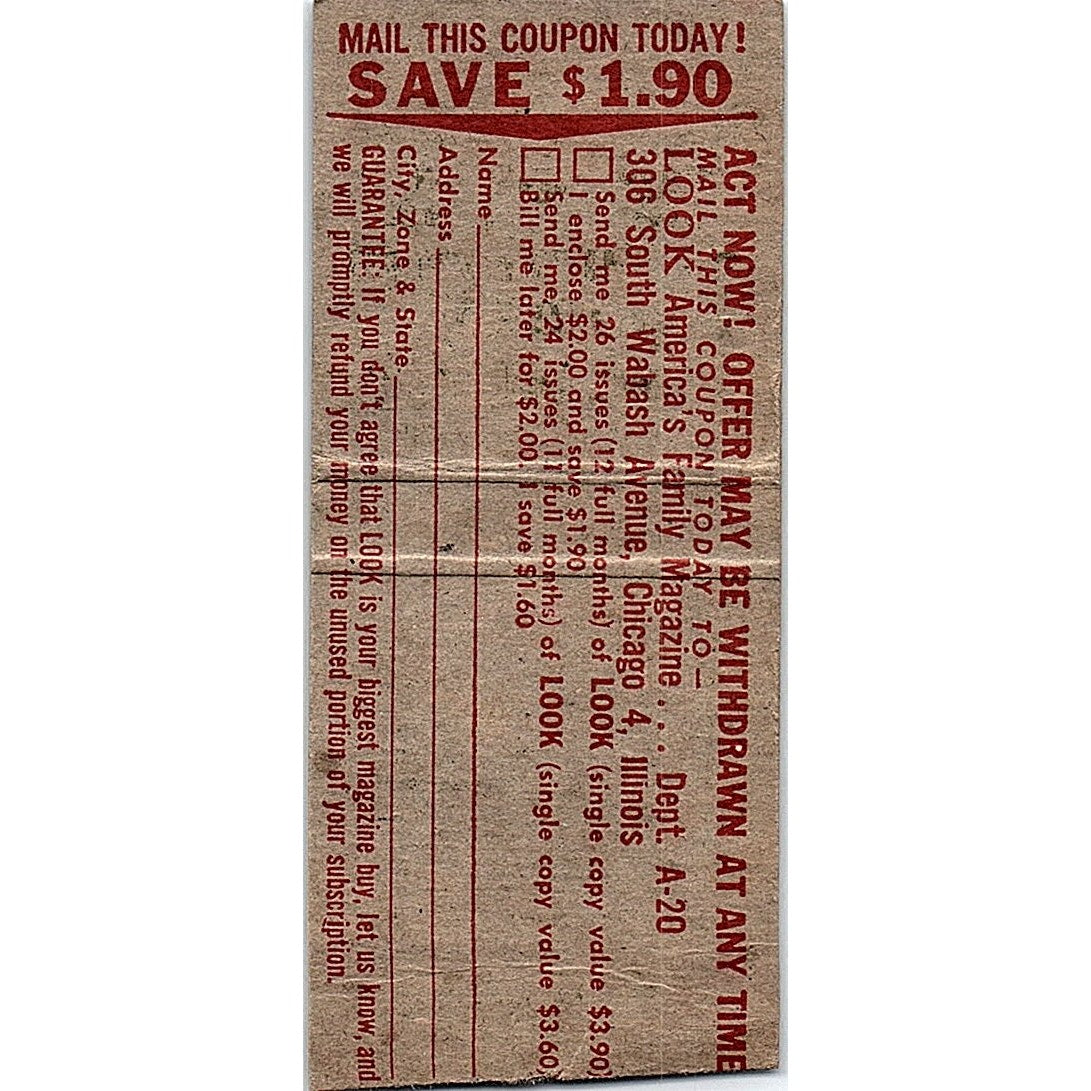 MAIL THIS COUPON TODAY!
SAVE $1.90
ACT NOW! OFFER MAY BE WITHDRAWN AT ANY TIME
MAIL THIS COUPON TODAY TO—
LOOK America's Family Magazine . . . Dept. A-20
306 South Wabash Avenue, Chicago 4, Illinois
Send me 26 issues (12 full months) of LOOK (single copy value $3.90)
I enclose $2.00 and save $1.90
Send me 24 issues (11 full months) of LOOK (single copy value $3.60)
Bill me later for $2.00. I save $1.60
Name
Address
City, Zone & State
GUARANTEE: If you don't agree that LOOK is your biggest magazine buy, let us know, and
we will promptly refund your money on the unused portion of your subscription.